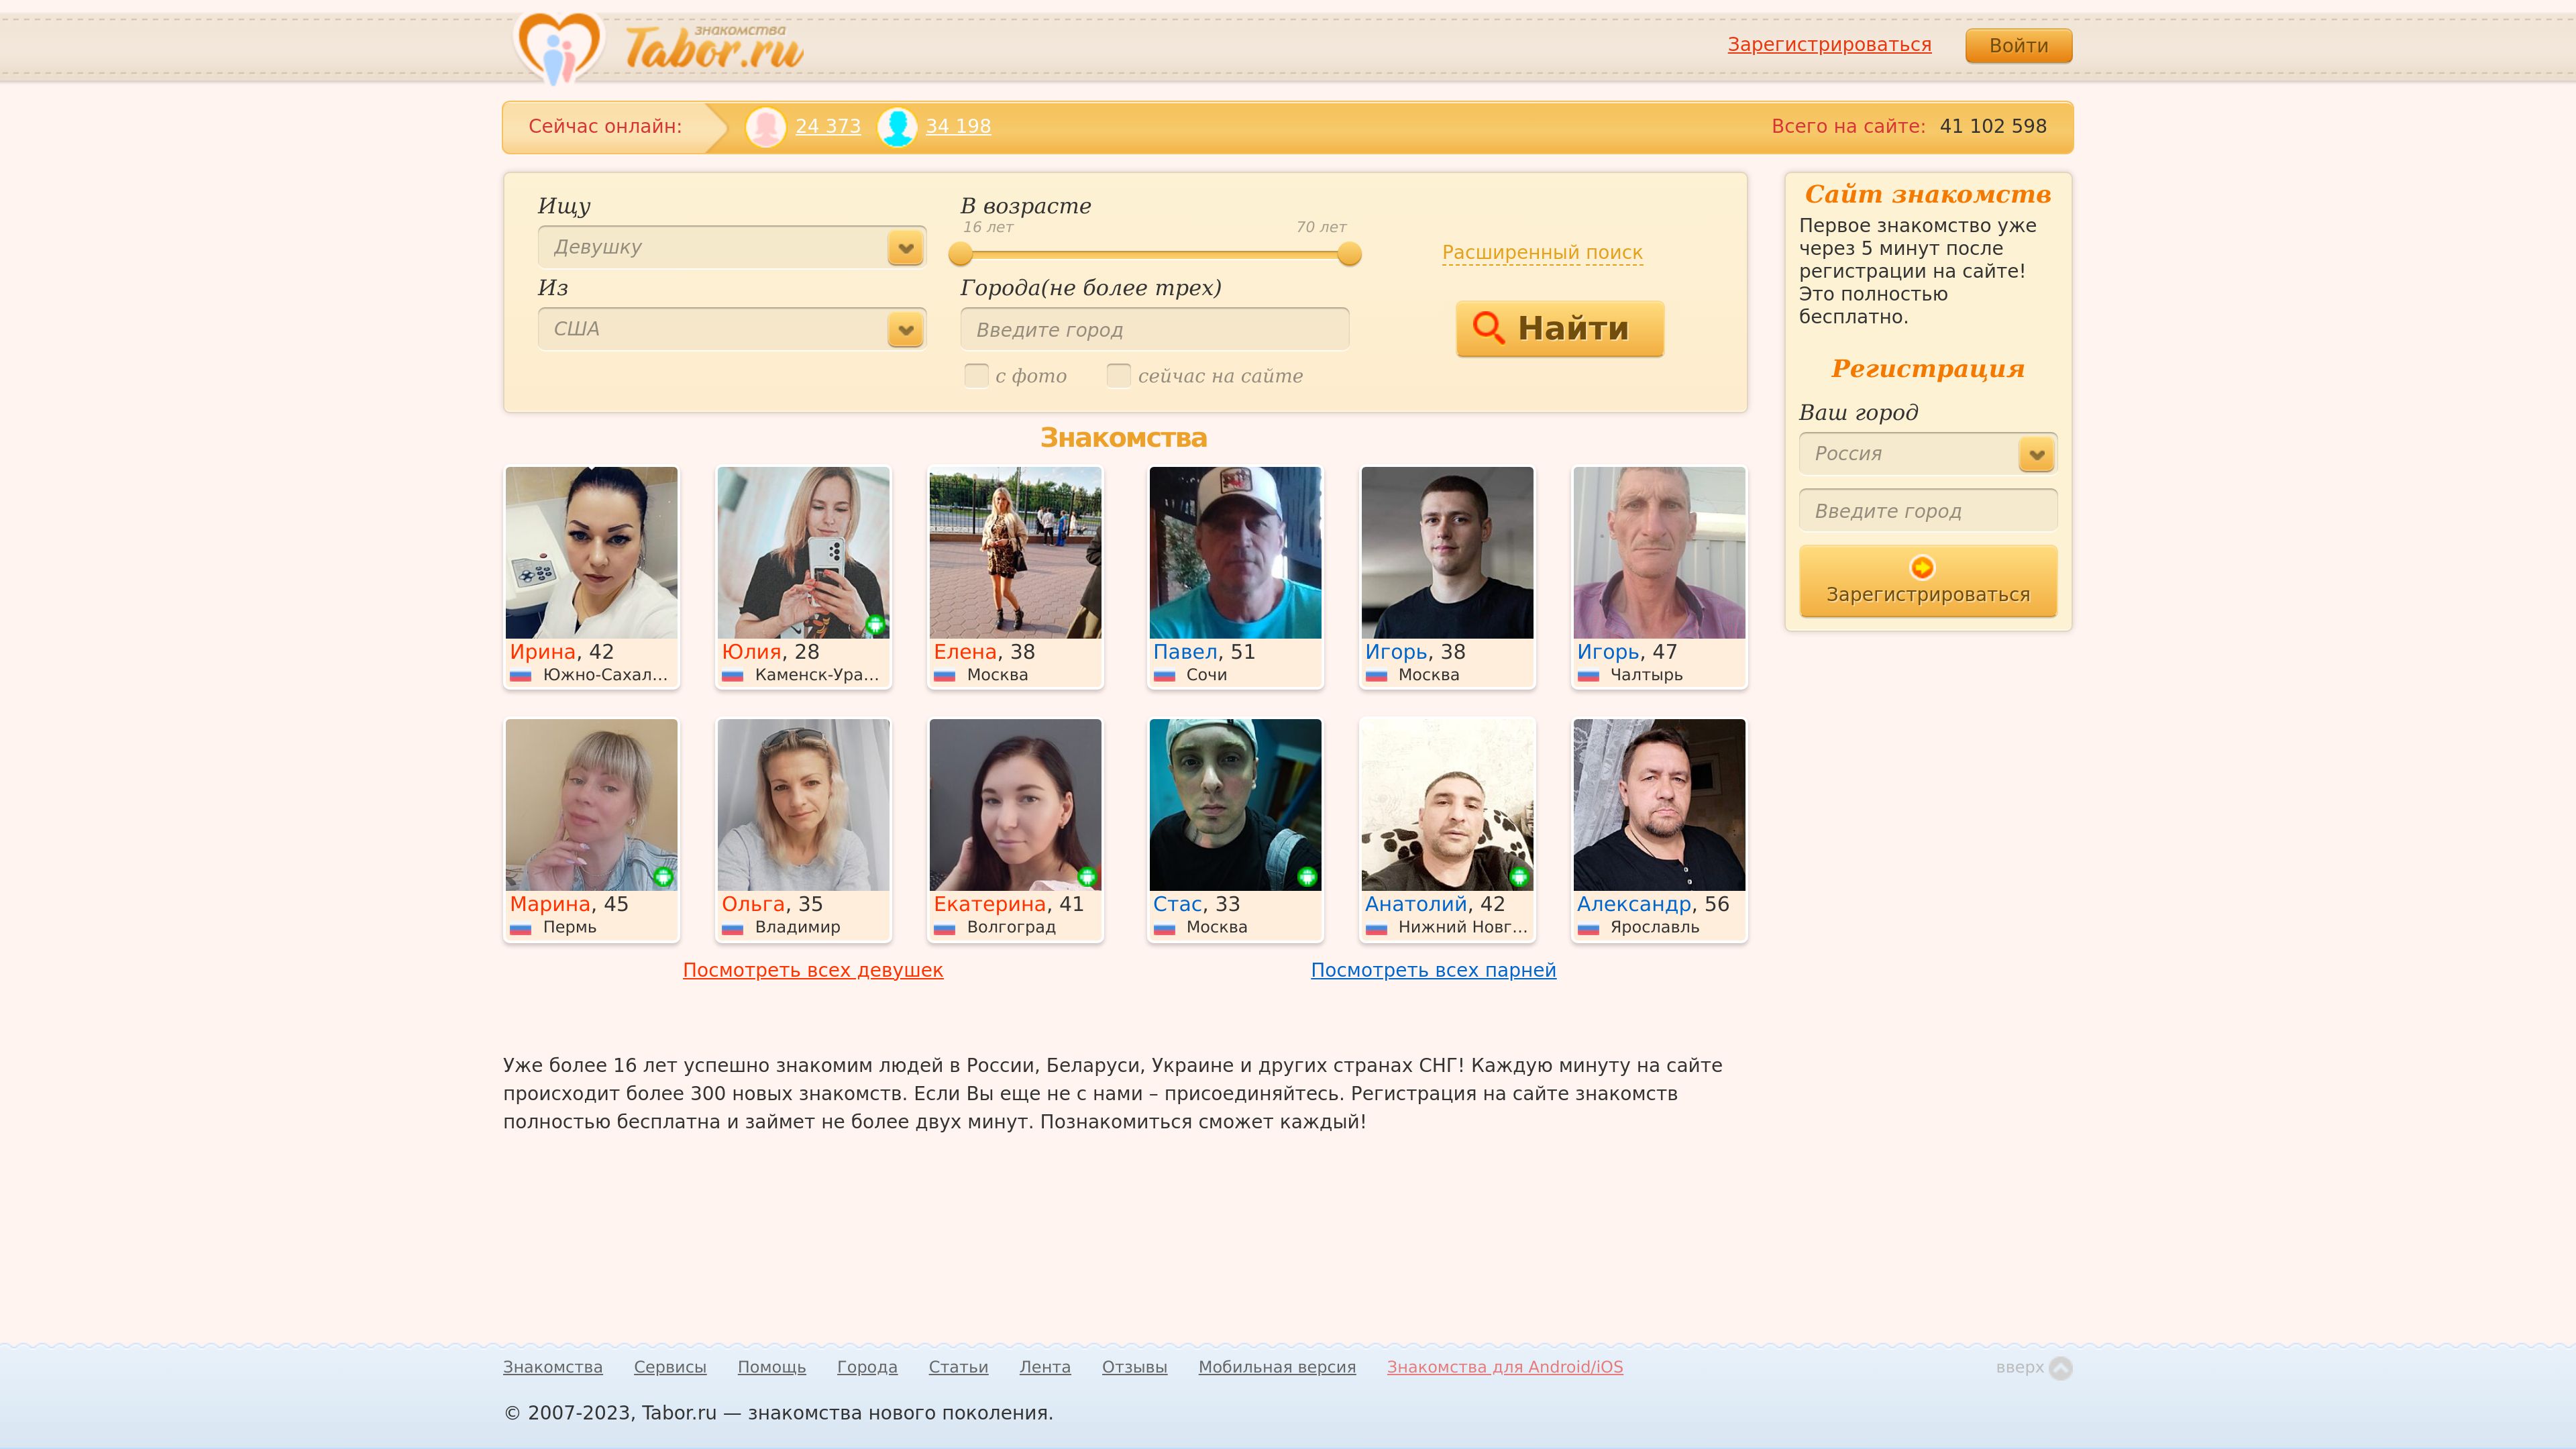 знакомства
Tabor.ru
Зарегистрироваться
Войти
Сейчас онлайн:
24 373
34 198
Всего на сайте: 41 102 598
Ищу
Девушку
Из
США
В возрасте
16 лет
70 лет
Города(не более трех)
Введите город
с фото
сейчас на сайте
Расширенный поиск
Найти
Сайт знакомств
Первое знакомство уже
через 5 минут после
регистрации на сайте!
Это полностью
бесплатно.
Регистрация
Ваш город
Россия
Введите город
Зарегистрироваться
Знакомства
Ирина, 42
Южно-Сахал...
Юлия, 28
Каменск-Ура...
Елена, 38
Москва
Павел, 51
Сочи
Игорь, 38
Москва
Игорь, 47
Чалтырь
Марина, 45
Пермь
Ольга, 35
Владимир
Екатерина, 41
Волгоград
Стас, 33
Москва
Анатолий, 42
Нижний Новг...
Александр, 56
Ярославль
Посмотреть всех девушек
Посмотреть всех парней
Уже более 16 лет успешно знакомим людей в России, Беларуси, Украине и других странах СНГ! Каждую минуту на сайте
происходит более 300 новых знакомств. Если Вы еще не с нами – присоединяйтесь. Регистрация на сайте знакомств
полностью бесплатна и займет не более двух минут. Познакомиться сможет каждый!
Знакомства Сервисы Помощь Города Статьи Лента Отзывы Мобильная версия Знакомства для Android/iOS
вверх
© 2007-2023, Tabor.ru — знакомства нового поколения.